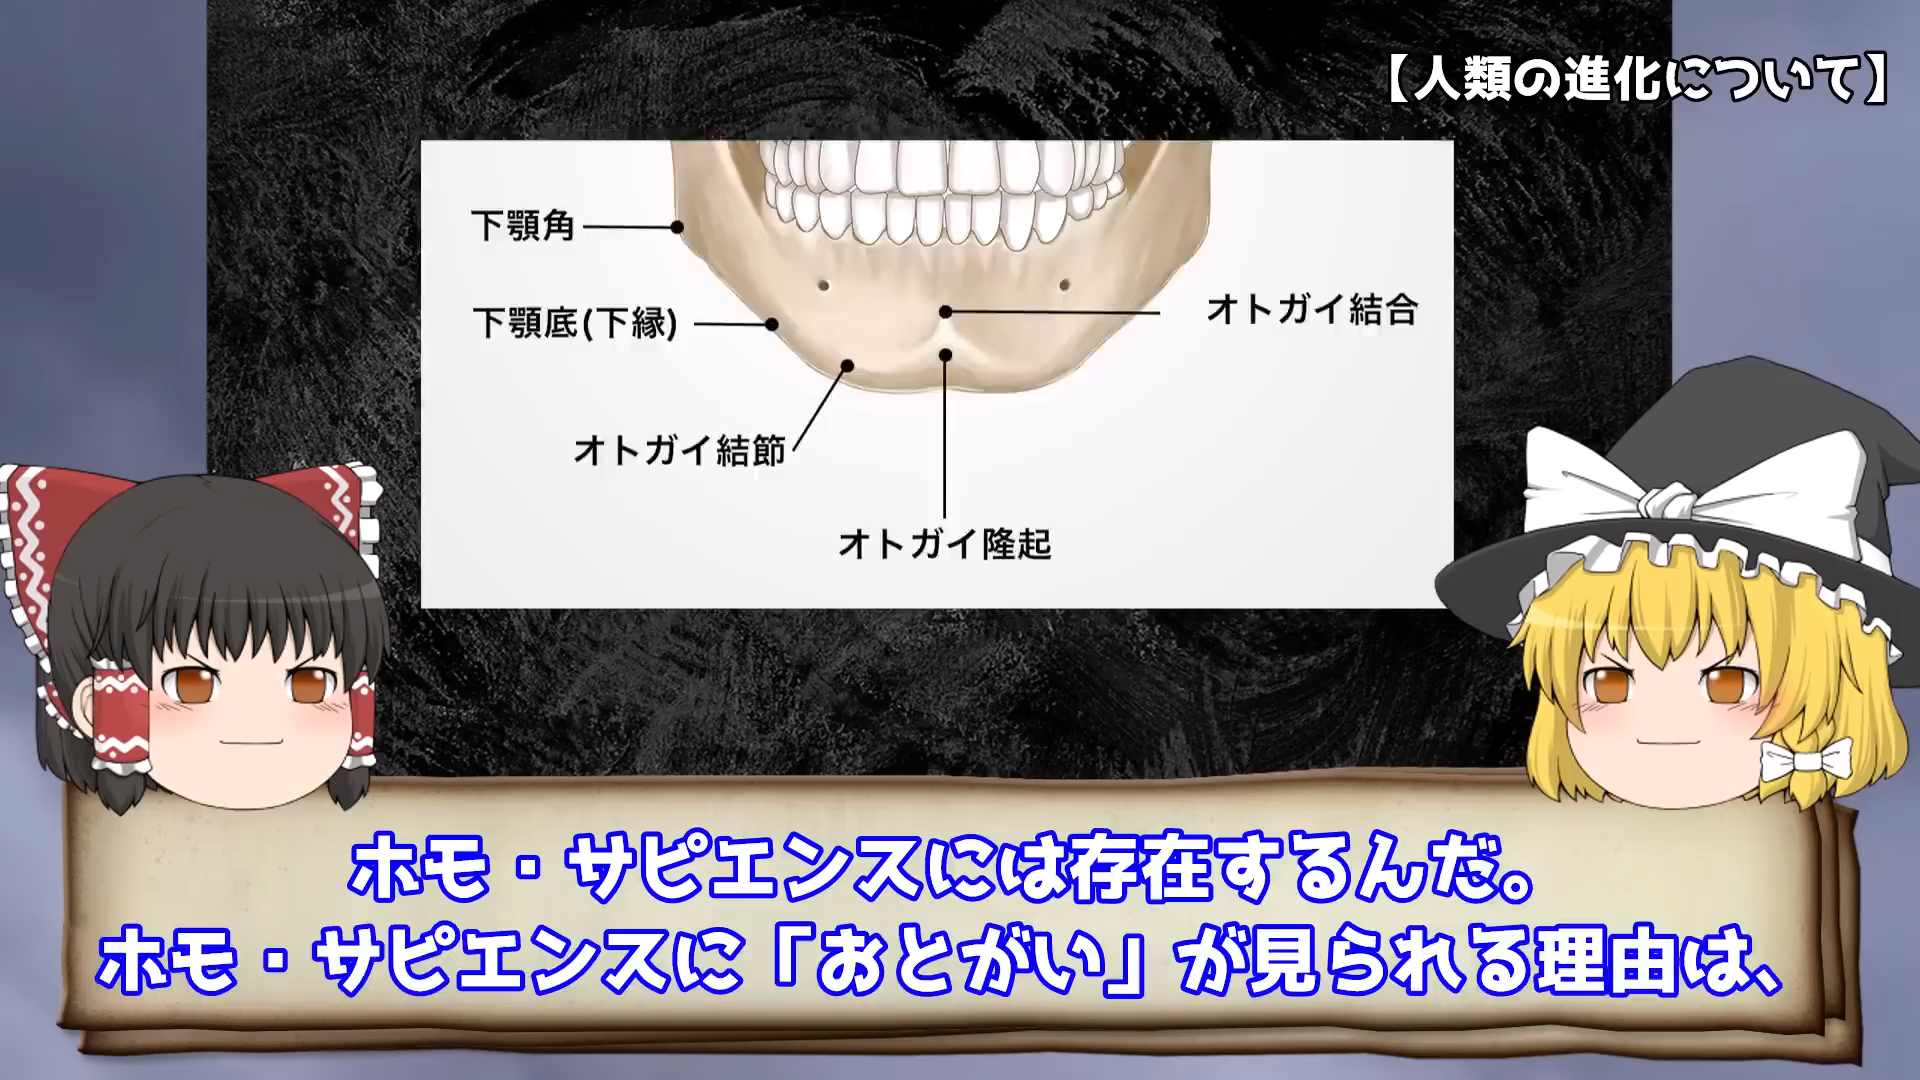 【人類の進化について】
下顎角
下顎底(下縁)
オトガイ結合
オトガイ結節
オトガイ隆起
ホモ・サピエンスには存在するんだ。
ホモ・サピエンスに「おとがい」が見られる理由は、